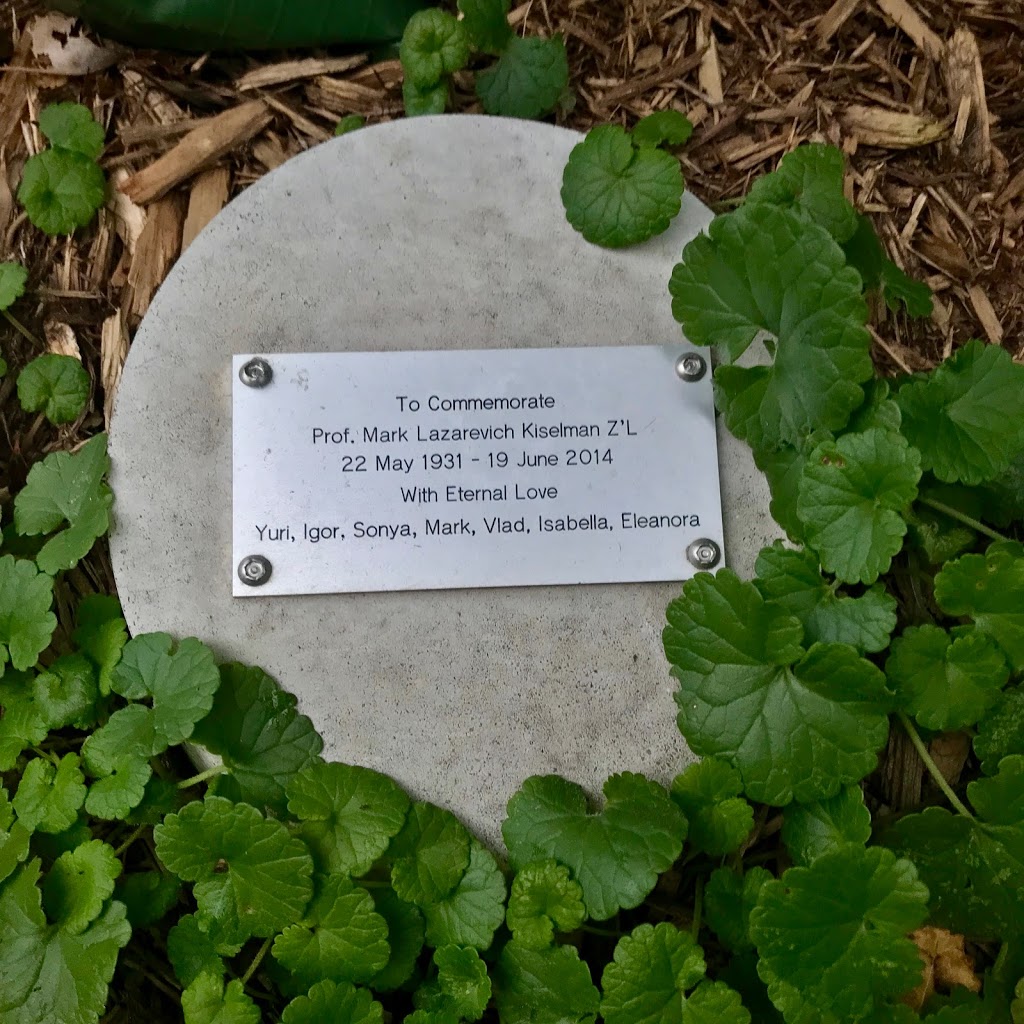 To Commemorate
Prof. Mark Lazarevich Kiselman Z'L
22 May 1931 - 19 June 2014
With Eternal Love
Yuri, Igor, Sonya, Mark, Vlad, Isabella, Eleanora